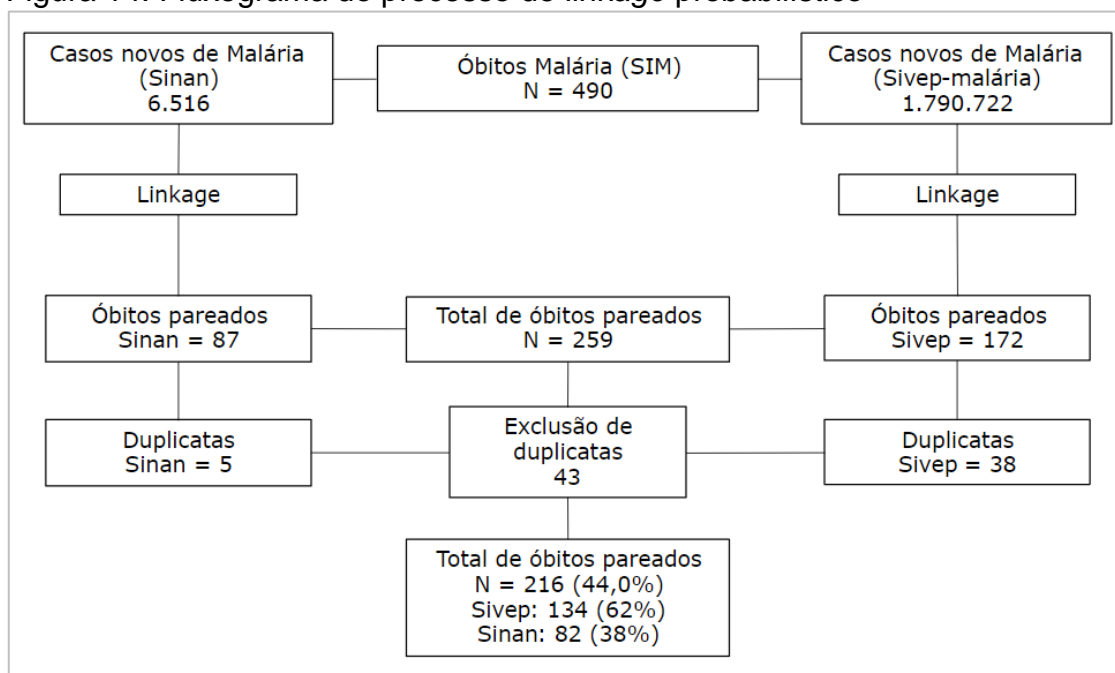 Casos novos de Malária
(Sinan)
6.516
Óbitos Malária (SIM)
N = 490
Casos novos de Malária
(Sivep-malária)
1.790.722
Linkage
Linkage
Óbitos pareados
Sinan = 87
Total de óbitos pareados
N = 259
Óbitos pareados
Sivep = 172
Duplicatas
Sinan = 5
Exclusão de
duplicatas
43
Duplicatas
Sivep = 38
Total de óbitos pareados
N = 216 (44,0%)
Sivep: 134 (62%)
Sinan: 82 (38%)